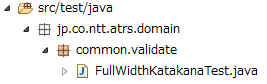 src/test/java
jp.co.ntt.atrs.domain
common.validate
FullWidthKatakanaTest.java